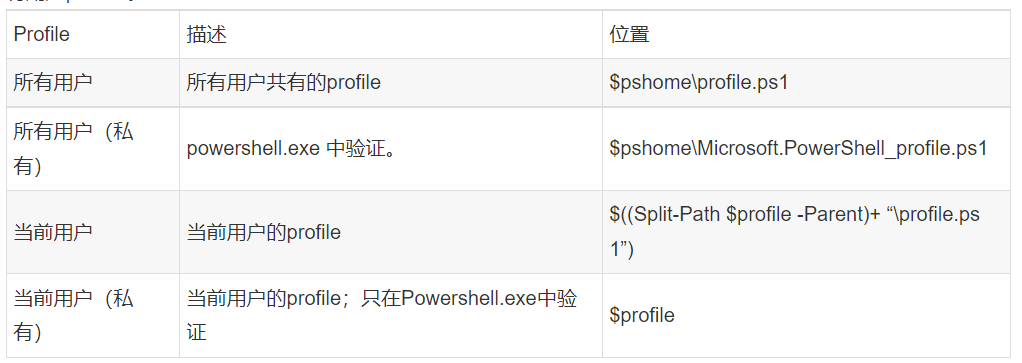 Profile 描述 位置
所有用户 所有用户共有的profile $pshome\profile.ps1
所有用户（私
有） powershell.exe 中验证。 $pshome\Microsoft.PowerShell_profile.ps1
当前用户 当前用户的profile $((Split-Path $profile -Parent)+ “\profile.ps
1”)
当前用户（私
有） 当前用户的profile；只在Powershell.exe中验
证 $profile